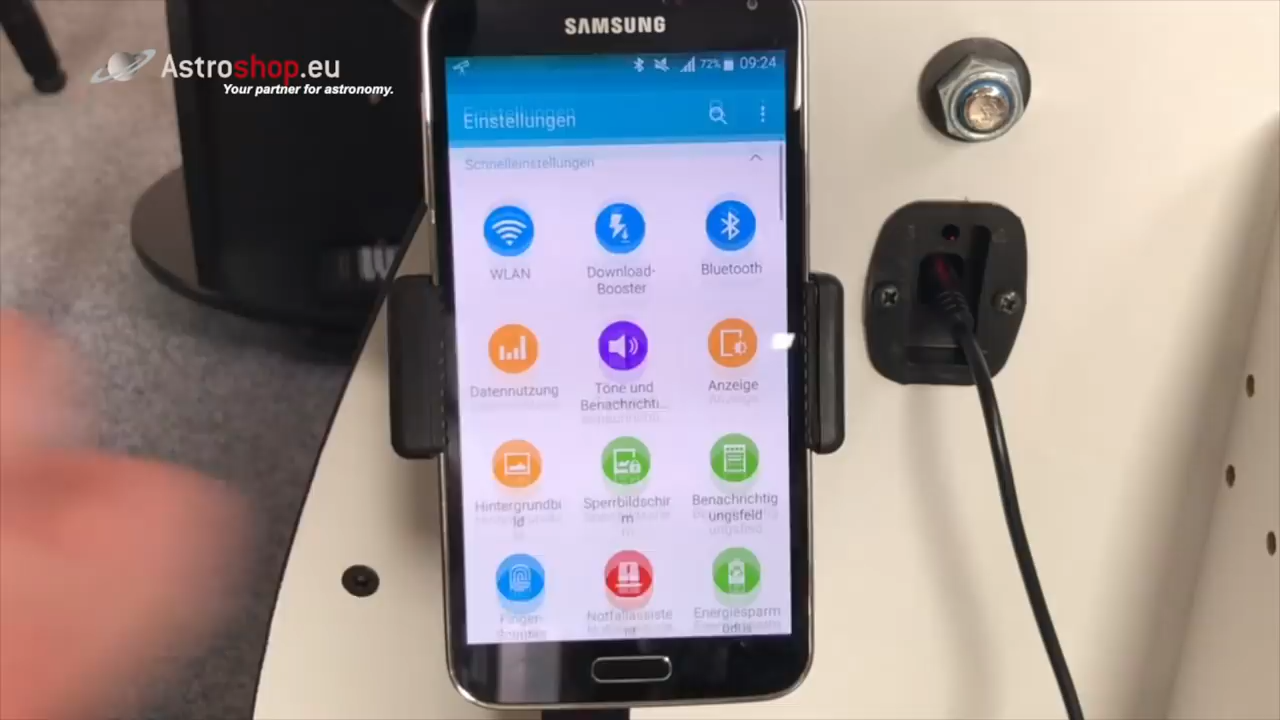 SAMSUNG
Astroshop.eu
Your partner for astronomy.
72% 09:24
Einstellungen
Schnelleinstellungen
WLAN
Download-
Booster
Bluetooth
Datennutzung
Töne und
Benachrichti...
Anzeige
Hintergrundbi
ld
Sperrbildschir
m
Benachrichtig
ungsfeld
Finger-
Notfallassiste
Energiesparm
odus